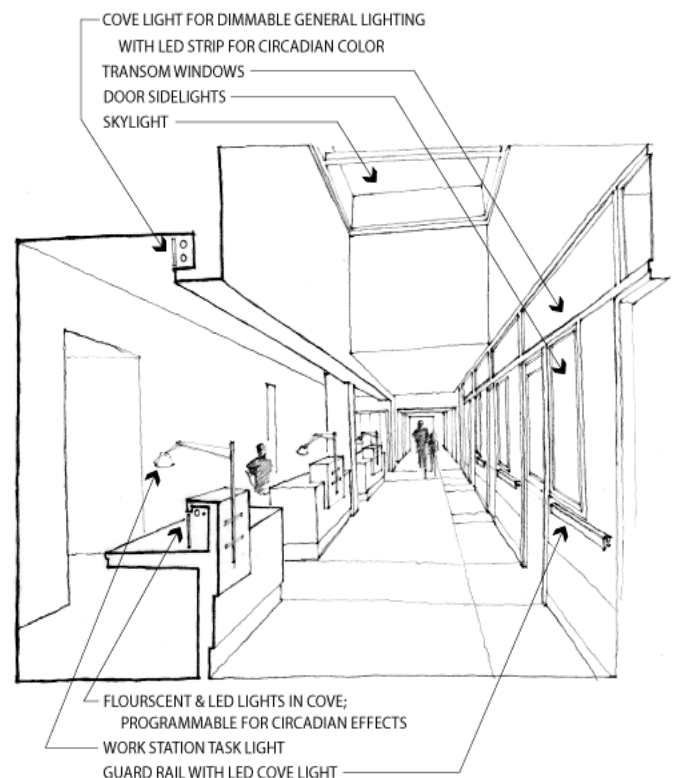 COVE LIGHT FOR DIMMABLE GENERAL LIGHTING
WITH LED STRIP FOR CIRCADIAN COLOR
TRANSOM WINDOWS
DOOR SIDELIGHTS
SKYLIGHT
FLOURSCENT & LED LIGHTS IN COVE;
PROGRAMMABLE FOR CIRCADIAN EFFECTS
WORK STATION TASK LIGHT
GUARD RAIL WITH LED COVE LIGHT